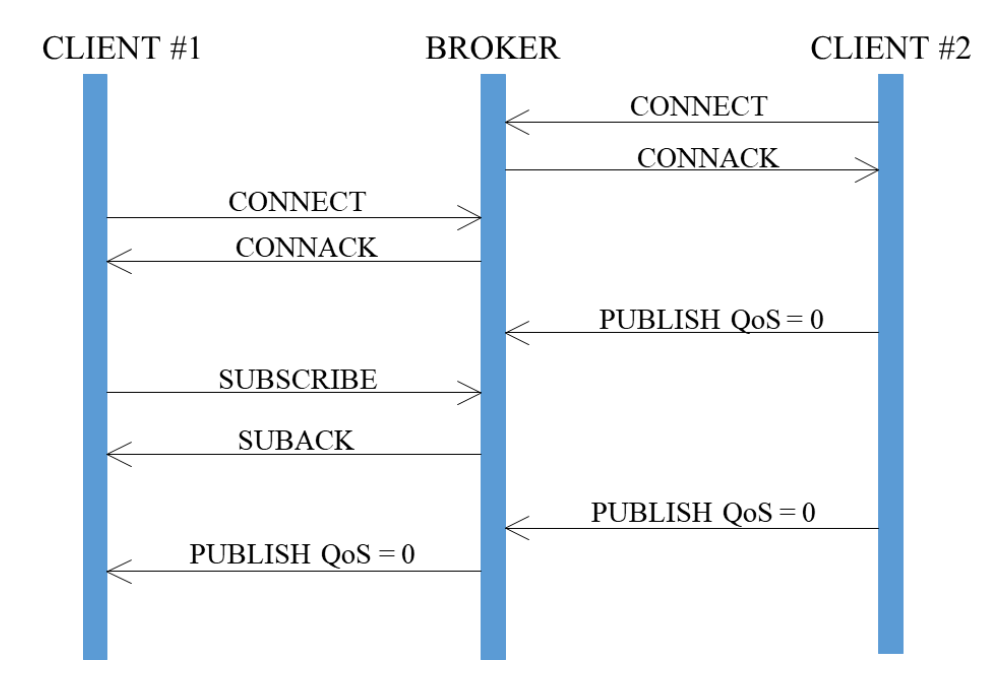 CLIENT #1
BROKER
CLIENT #2
CONNECT
CONNACK
CONNECT
CONNACK
PUBLISH QoS = 0
SUBSCRIBE
SUBACK
PUBLISH QoS = 0
PUBLISH QoS = 0